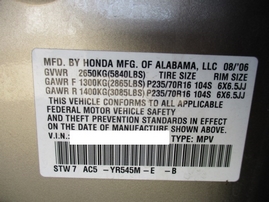 MFD. BY HONDA MFG. OF ALABAMA, LLC 08/'06
GVWR 2650KG(5840LBS) TIRE SIZE RIM SIZE
GAWR F 1300KG(2865LBS) P235/70R16 104S 6X6.5JJ
GAWR R 1400KG(3085LBS) P235/70R16 104S 6X6.5JJ
THIS VEHICLE CONFORMS TO ALL APPLICABLE
FEDERAL MOTOR VEHICLE SAFETY
AND THEFT PREVENTION STANDARDS IN EFFECT
ON THE DATE OF MANUFACTURE SHOWN ABOVE.
V.I.N.: TYPE: MPV
STW7 AC5 -YR545M-E -B